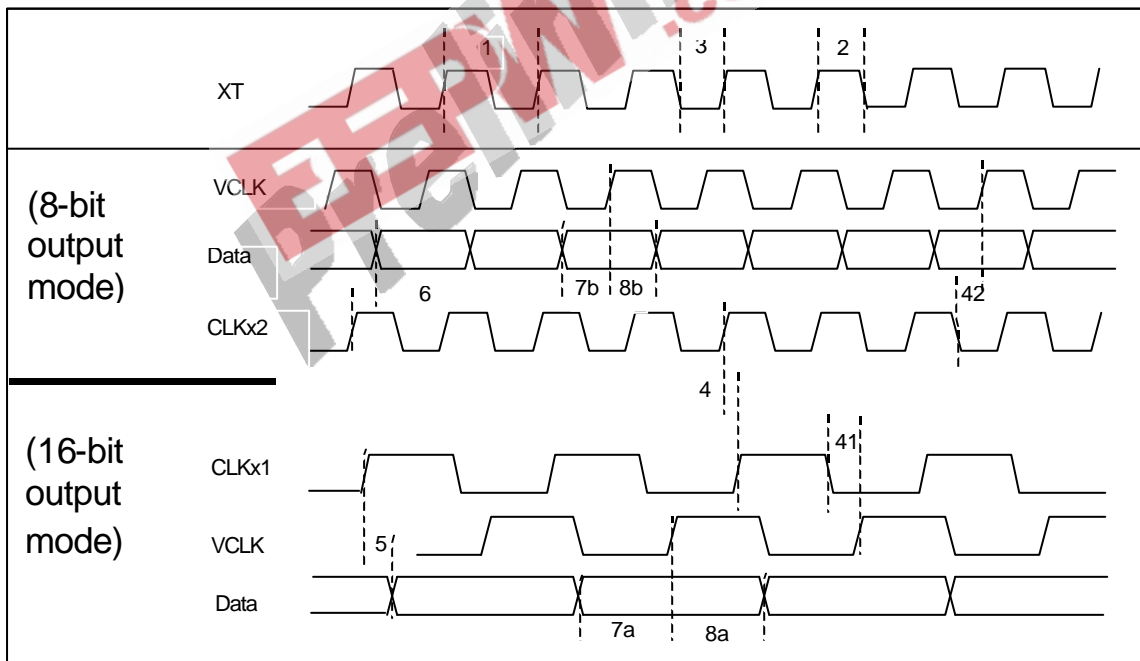 1 3 2
XT
(8-bit
output
mode)
VCLK
Data
6 7b 8b 42
CLKx2
4
(16-bit
output
mode)
CLKx1
41
VCLK
5
Data
7a 8a